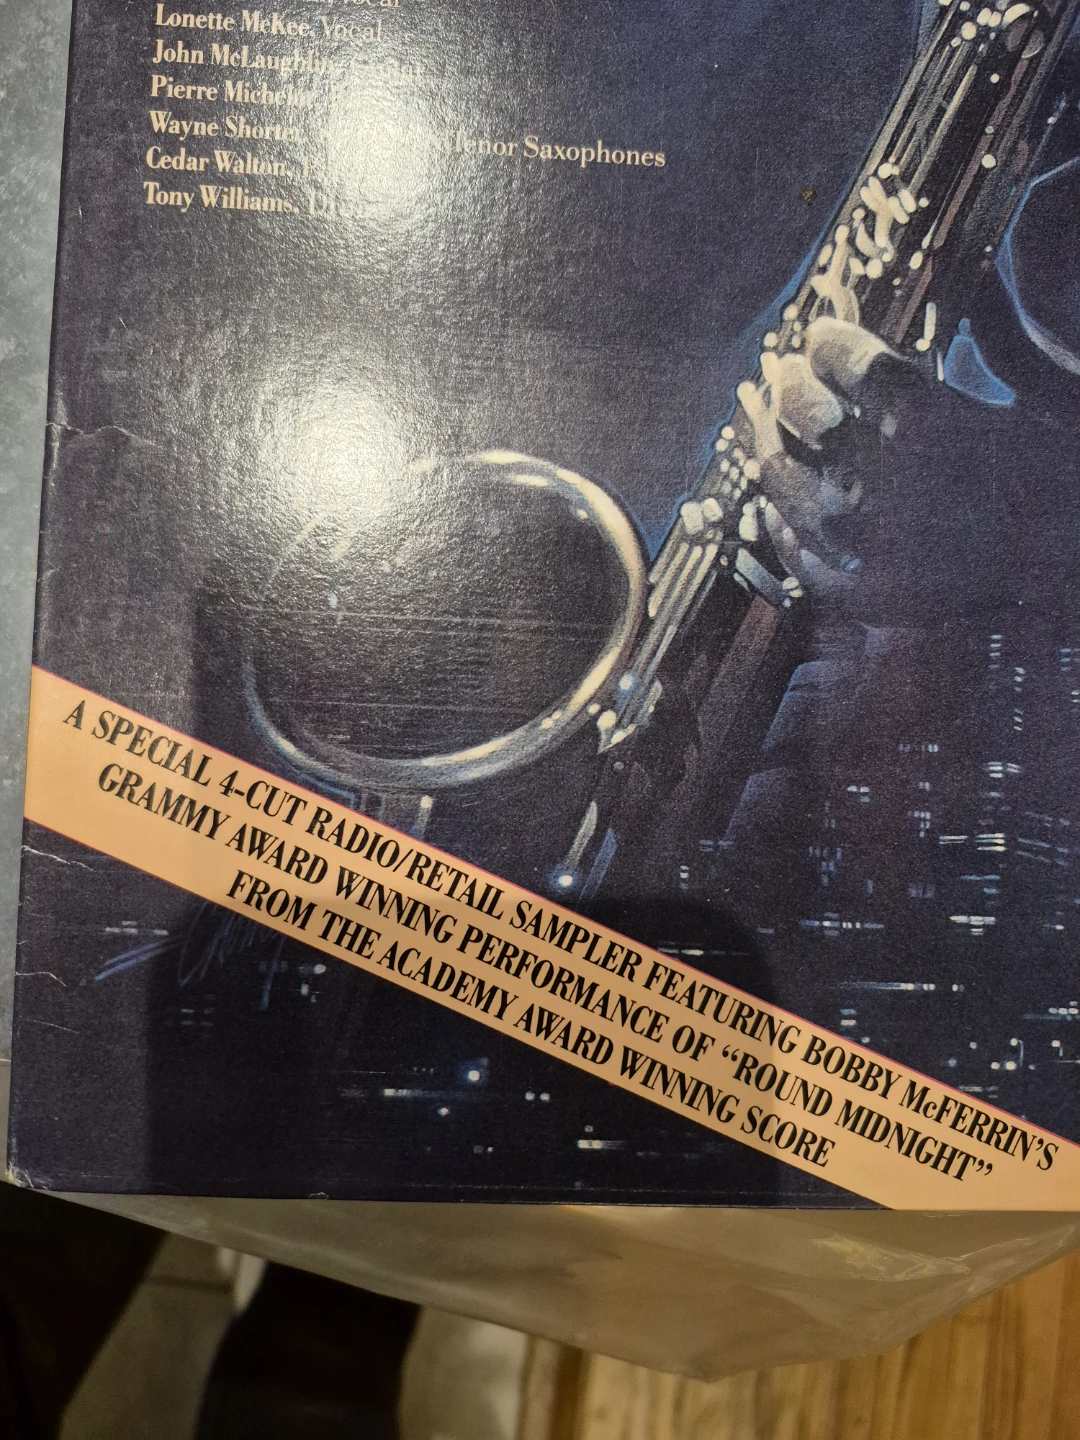 Vocal
Lonette McKee, Vocal
John McLaughlin,
Pierre Michelot,
Wayne Shorter, Tenor Saxophones
Cedar Walton,
Tony Williams,
A SPECIAL 4-CUT RADIO/RETAIL SAMPLER FEATURING BOBBY McFERRIN'S
GRAMMY AWARD WINNING PERFORMANCE OF “ROUND MIDNIGHT”
FROM THE ACADEMY AWARD WINNING SCORE